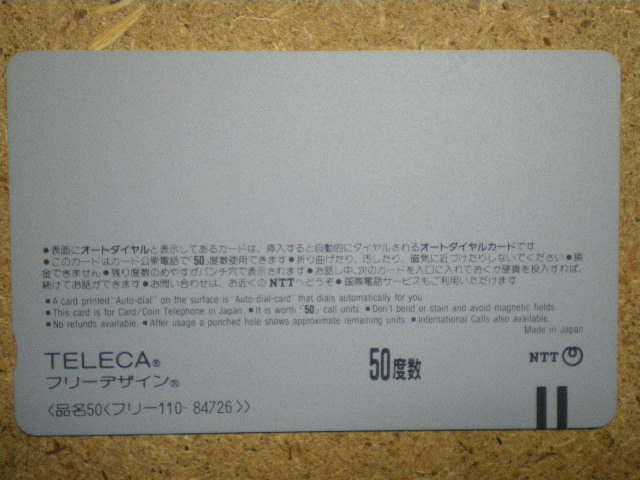 ●表面にオートダイヤルと表示してあるカードは、挿入すると自動的にダイヤルされるオートダイヤルカードです
●このカードはカード公衆電話で“50”度数使用できます●折り曲げたり、汚したり、磁気に近づけたりしないでください●換
金できません●残り度数のめやすがパンチ穴で表示されます●お話し中、次のカードを入口に入れておくか硬貨を投入すれば、
続けてお話ができます●お問い合わせは、お近くのNTTへどうぞ●国際電話サービスもご利用いただけます
■A card printed “Auto-dial” on the surface is “Auto-dial-card” that dials automatically for you.
■This card is for Card/Coin Telephone in Japan ■It is worth “50” call units. ■Don't bend or stain and avoid magnetic fields
■No refunds available. ■After usage a punched hole shows approximate remaining units. ■International Calls also available.
Made in Japan
TELECA®
フリーデザイン®
50度数
NTT
〈品名50〈フリー110-84726〉〉